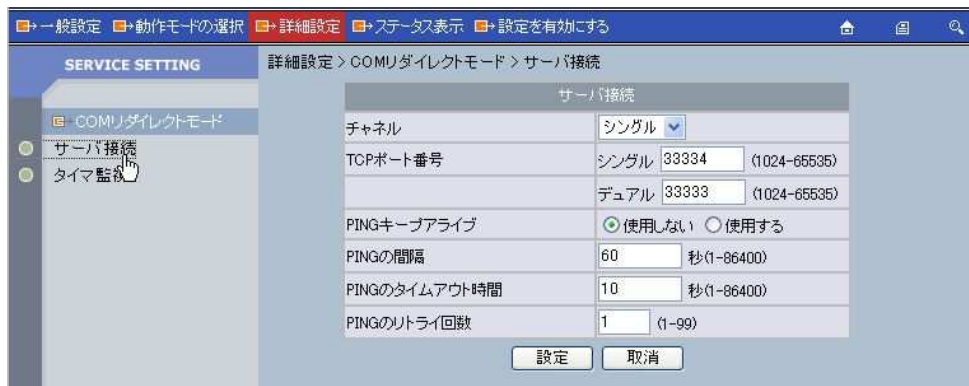 一般設定 動作モードの選択 詳細設定 ステータス表示 設定を有効にする
SERVICE SETTING
COMリダイレクトモード
サーバ接続
タイマ監視
詳細設定 > COMリダイレクトモード > サーバ接続
サーバ接続
チャネル シングル
TCPポート番号 シングル 33334 (1024-65535)
デュアル 33333 (1024-65535)
PINGキープアライブ 使用しない 使用する
PINGの間隔 60 秒(1-86400)
PINGのタイムアウト時間 10 秒(1-86400)
PINGのリトライ回数 1 (1-99)
設定 取消